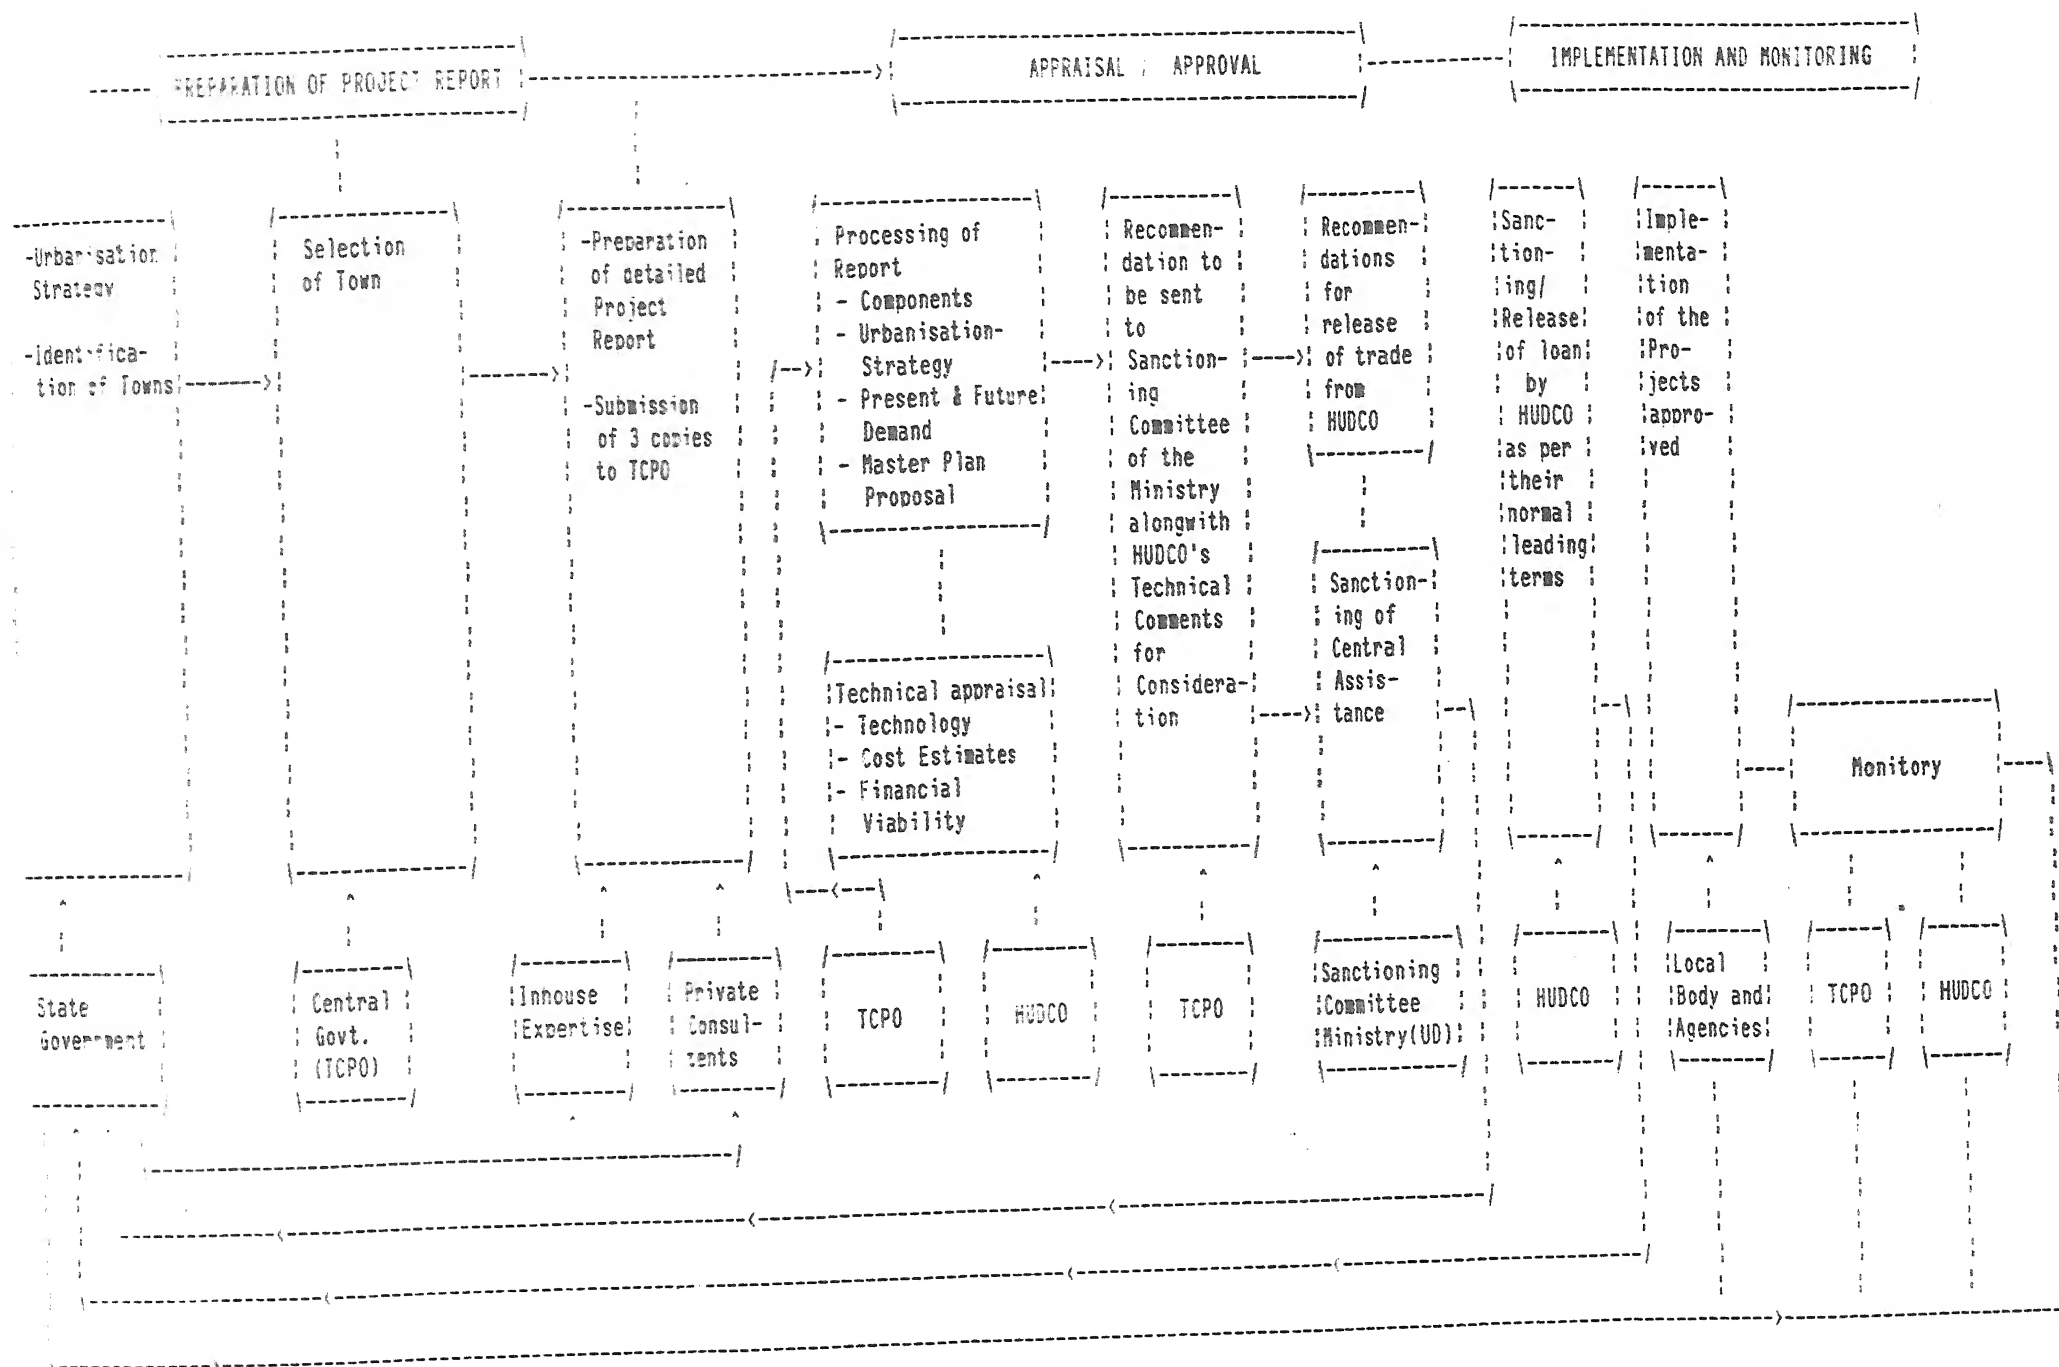 PREPARATION OF PROJECT REPORT
APPRAISAL / APPROVAL
IMPLEMENTATION AND MONITORING
-Urbanisation
Strategy
-Identifica-
tion of Towns
Selection
of Town
-Preparation
of detailed
Project
Report
-Submission
of 3 copies
to TCPO
Processing of
Report
- Components
- Urbanisation-
Strategy
- Present & Future
Demand
- Master Plan
Proposal
Technical appraisal
- Technology
- Cost Estimates
- Financial
Viability
Recommen-
dation to
be sent
to
Sanction-
ing
Committee
of the
Ministry
alongwith
HUDCO's
Technical
Comments
for
Considera-
tion
Recommen-
dations
for
release
of trade
from
HUDCO
Sanction-
ing of
Central
Assis-
tance
Sanc-
tion-
ing/
Release
of loan
by
HUDCO
as per
their
normal
leading
terms
Imple-
menta-
tion
of the
Pro-
jects
appro-
ved
Monitory
State
Government
Central
Govt.
(TCPO)
Inhouse
Expertise
Private
Consul-
tents
TCPO
HUDCO
TCPO
Sanctioning
Committee
Ministry(UD)
HUDCO
Local
Body and
Agencies
TCPO
HUDCO